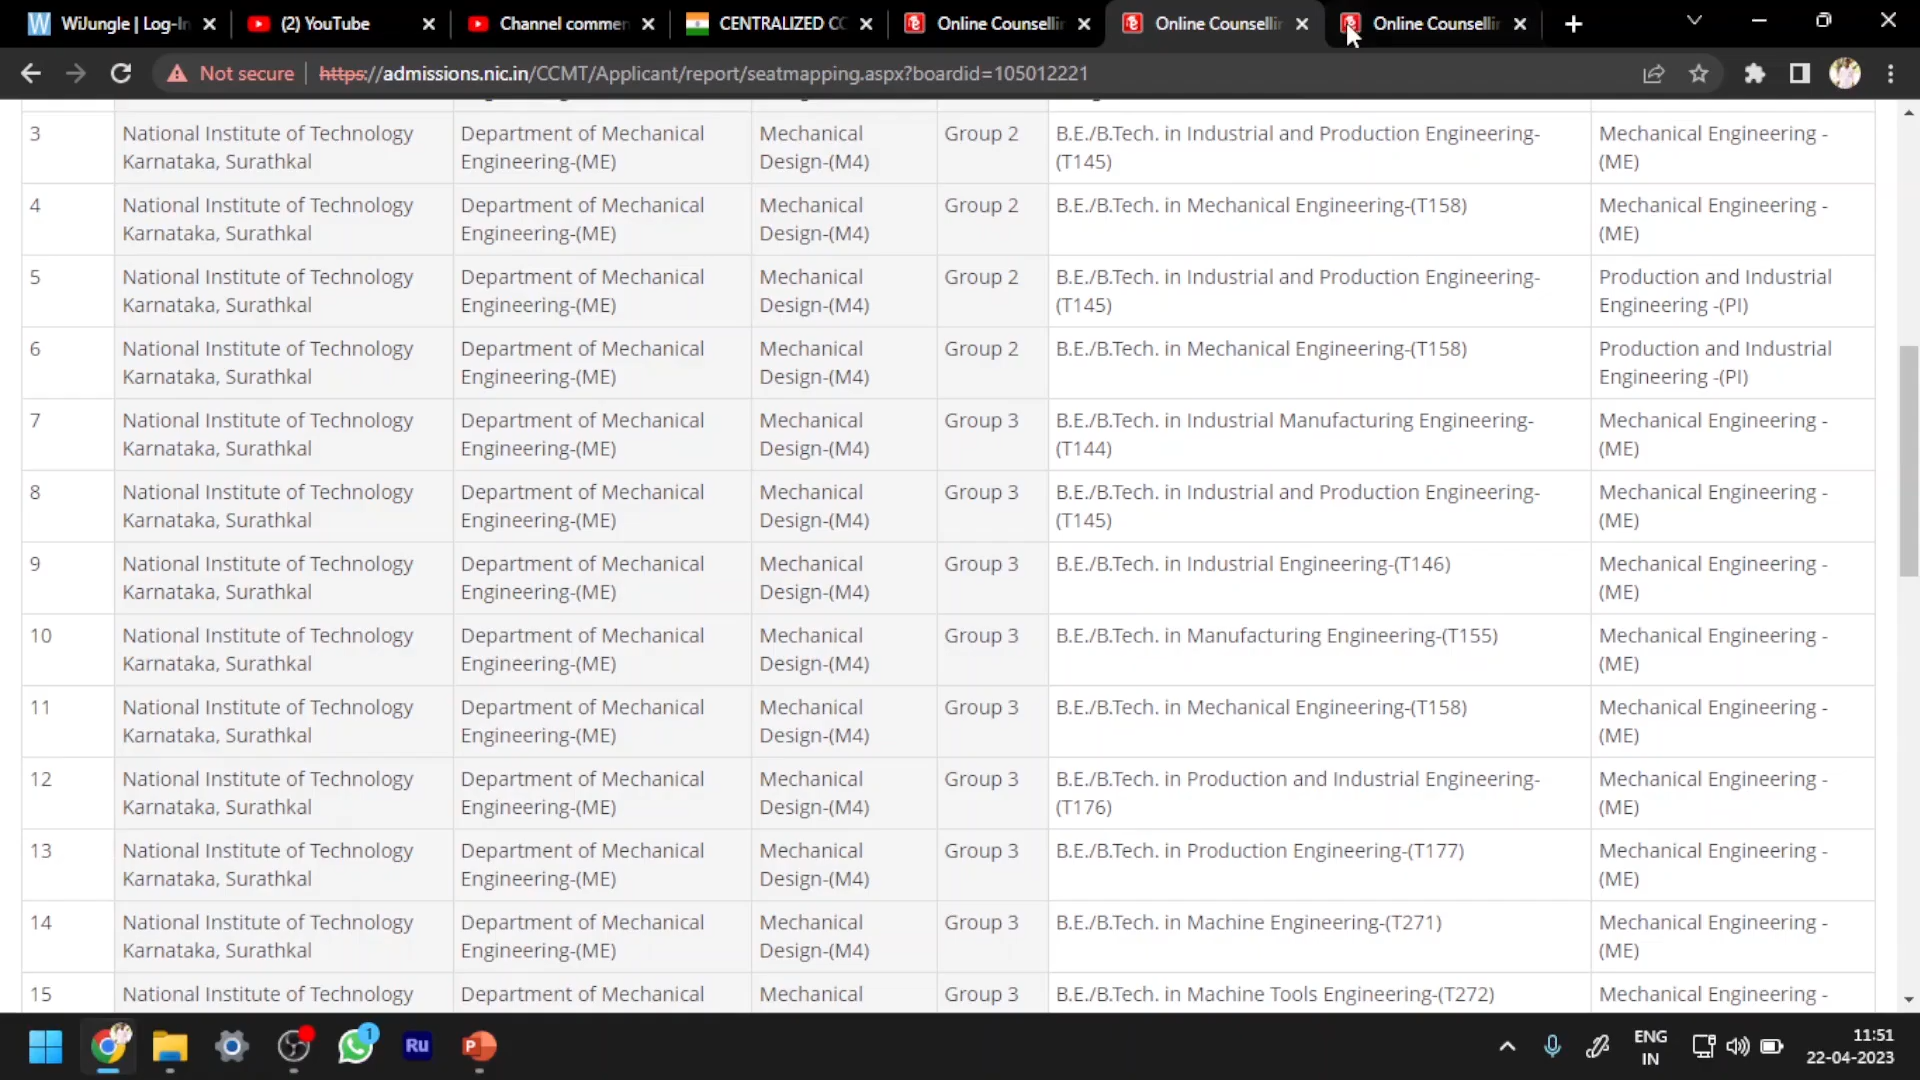 WiJungle | Log-In
(2) YouTube
Channel commen
CENTRALIZED CC
Online Counsellin
Online Counsellin
Online Counsellin
Not secure
https://admissions.nic.in/CCMT/Applicant/report/seatmapping.aspx?boardid=105012221
3 National Institute of Technology Department of Mechanical Mechanical Group 2 B.E./B.Tech. in Industrial and Production Engineering- Mechanical Engineering -
Karnataka, Surathkal Engineering-(ME) Design-(M4) (T145) (ME)
4 National Institute of Technology Department of Mechanical Mechanical Group 2 B.E./B.Tech. in Mechanical Engineering-(T158) Mechanical Engineering -
Karnataka, Surathkal Engineering-(ME) Design-(M4) (ME)
5 National Institute of Technology Department of Mechanical Mechanical Group 2 B.E./B.Tech. in Industrial and Production Engineering- Production and Industrial
Karnataka, Surathkal Engineering-(ME) Design-(M4) (T145) Engineering -(PI)
6 National Institute of Technology Department of Mechanical Mechanical Group 2 B.E./B.Tech. in Mechanical Engineering-(T158) Production and Industrial
Karnataka, Surathkal Engineering-(ME) Design-(M4) Engineering -(PI)
7 National Institute of Technology Department of Mechanical Mechanical Group 3 B.E./B.Tech. in Industrial Manufacturing Engineering- Mechanical Engineering -
Karnataka, Surathkal Engineering-(ME) Design-(M4) (T144) (ME)
8 National Institute of Technology Department of Mechanical Mechanical Group 3 B.E./B.Tech. in Industrial and Production Engineering- Mechanical Engineering -
Karnataka, Surathkal Engineering-(ME) Design-(M4) (T145) (ME)
9 National Institute of Technology Department of Mechanical Mechanical Group 3 B.E./B.Tech. in Industrial Engineering-(T146) Mechanical Engineering -
Karnataka, Surathkal Engineering-(ME) Design-(M4) (ME)
10 National Institute of Technology Department of Mechanical Mechanical Group 3 B.E./B.Tech. in Manufacturing Engineering-(T155) Mechanical Engineering -
Karnataka, Surathkal Engineering-(ME) Design-(M4) (ME)
11 National Institute of Technology Department of Mechanical Mechanical Group 3 B.E./B.Tech. in Mechanical Engineering-(T158) Mechanical Engineering -
Karnataka, Surathkal Engineering-(ME) Design-(M4) (ME)
12 National Institute of Technology Department of Mechanical Mechanical Group 3 B.E./B.Tech. in Production and Industrial Engineering- Mechanical Engineering -
Karnataka, Surathkal Engineering-(ME) Design-(M4) (T176) (ME)
13 National Institute of Technology Department of Mechanical Mechanical Group 3 B.E./B.Tech. in Production Engineering-(T177) Mechanical Engineering -
Karnataka, Surathkal Engineering-(ME) Design-(M4) (ME)
14 National Institute of Technology Department of Mechanical Mechanical Group 3 B.E./B.Tech. in Machine Engineering-(T271) Mechanical Engineering -
Karnataka, Surathkal Engineering-(ME) Design-(M4) (ME)
15 National Institute of Technology Department of Mechanical Mechanical Group 3 B.E./B.Tech. in Machine Tools Engineering-(T272) Mechanical Engineering -
1
Ru
P
ENG
IN
11:51
22-04-2023